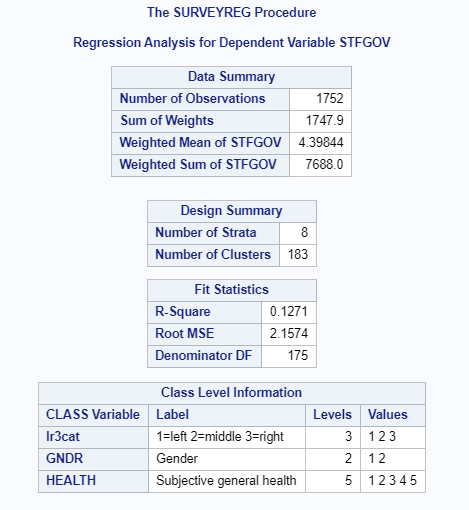 The SURVEYREG Procedure
Regression Analysis for Dependent Variable STFGOV
Data Summary
Number of Observations 1752
Sum of Weights 1747.9
Weighted Mean of STFGOV 4.39844
Weighted Sum of STFGOV 7688.0
Design Summary
Number of Strata 8
Number of Clusters 183
Fit Statistics
R-Square 0.1271
Root MSE 2.1574
Denominator DF 175
Class Level Information
CLASS Variable Label Levels Values
lr3cat 1=left 2=middle 3=right 3 1 2 3
GNDR Gender 2 1 2
HEALTH Subjective general health 5 1 2 3 4 5